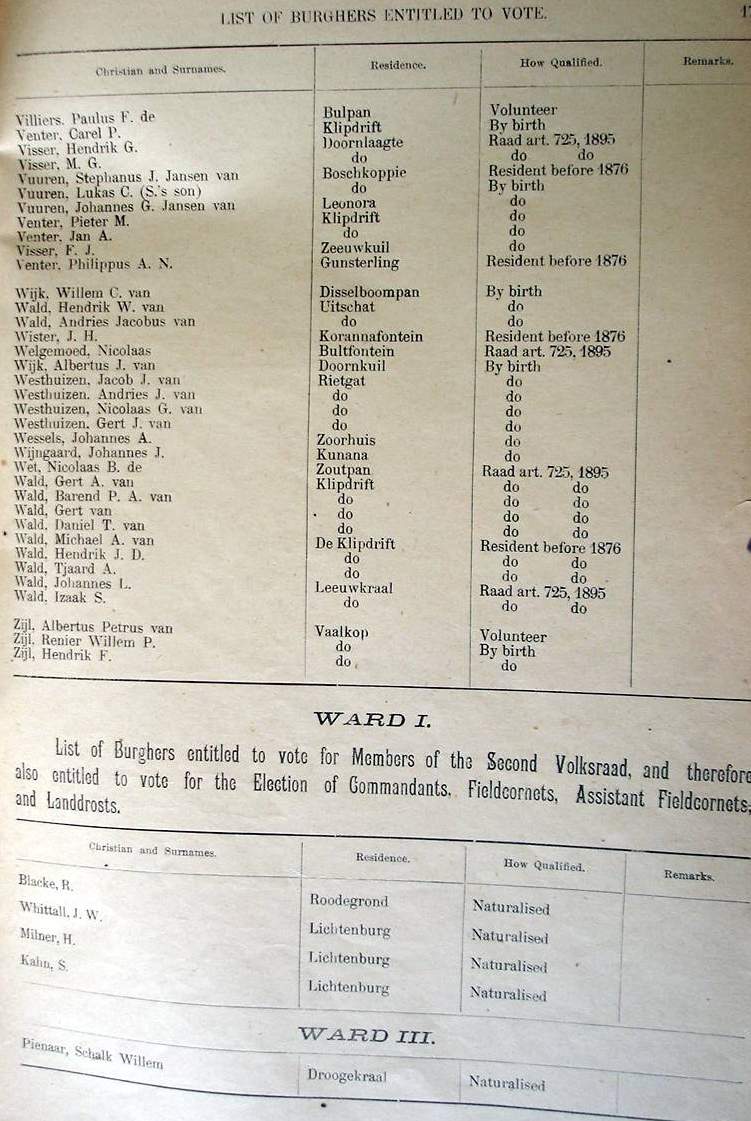 LIST OF BURGHERS ENTITLED TO VOTE. 17
Christian and Surnames. Residence. How Qualified. Remarks.
Villiers, Paulus F. de Bulpan Volunteer
Venter, Carel P. Klipdrift By birth
Visser, Hendrik G. Doornlaagte Raad art. 725, 1895
Visser, M. G. do do do
Vuuren, Stephanus J. Jansen van Boschkoppie Resident before 1876
Vuuren, Lukas C. (S.'s son) do By birth
Vuuren, Johannes G. Jansen van Leonora do
Venter, Pieter M. Klipdrift do
Venter, Jan A. do do
Visser, F. J. Zeeuwkuil do
Venter, Philippus A. N. Gunsterling Resident before 1876
Wijk, Willem C. van Disselboompan By birth
Wald, Hendrik W. van Uitschat do
Wald, Andries Jacobus van do do
Wister, J. H. Korannafontein Resident before 1876
Welgemoed, Nicolaas Bultfontein Raad art. 725, 1895
Wijk, Albertus J. van Doornkuil By birth
Westhuizen, Jacob J. van Rietgat do
Westhuizen, Andries J. van do do
Westhuizen, Nicolaas G. van do do
Westhuizen, Gert J. van do do
Wessels, Johannes A. Zoorhuis do
Wijngaard, Johannes J. Kunana do
Wet, Nicolaas B. de Zoutpan Raad art. 725, 1895
Wald, Gert A. van Klipdrift do do
Wald, Barend P. A. van do do do
Wald, Gert van do do do
Wald, Daniel T. van do do do
Wald, Michael A. van De Klipdrift Resident before 1876
Wald, Hendrik J. D. do do do
Wald, Tjaard A. do do do
Wald, Johannes L. Leeuwkraal Raad art. 725, 1895
Wald, Izaak S. do do do
Zijl, Albertus Petrus van Vaalkop Volunteer
Zijl, Renier Willem P. do By birth
Zijl, Hendrik F. do do
WARD I.
List of Burghers entitled to vote for Members of the Second Volksraad, and therefore
also entitled to vote for the Election of Commandants, Fieldcornets, Assistant Fieldcornets,
and Landdrosts.
Christian and Surnames. Residence. How Qualified. Remarks.
Blacke, R. Roodegrond Naturalised
Whittall, J. W. Lichtenburg Naturalised
Milner, H. Lichtenburg Naturalised
Kahn, S. Lichtenburg Naturalised
WARD III.
Pienaar, Schalk Willem Droogekraal Naturalised